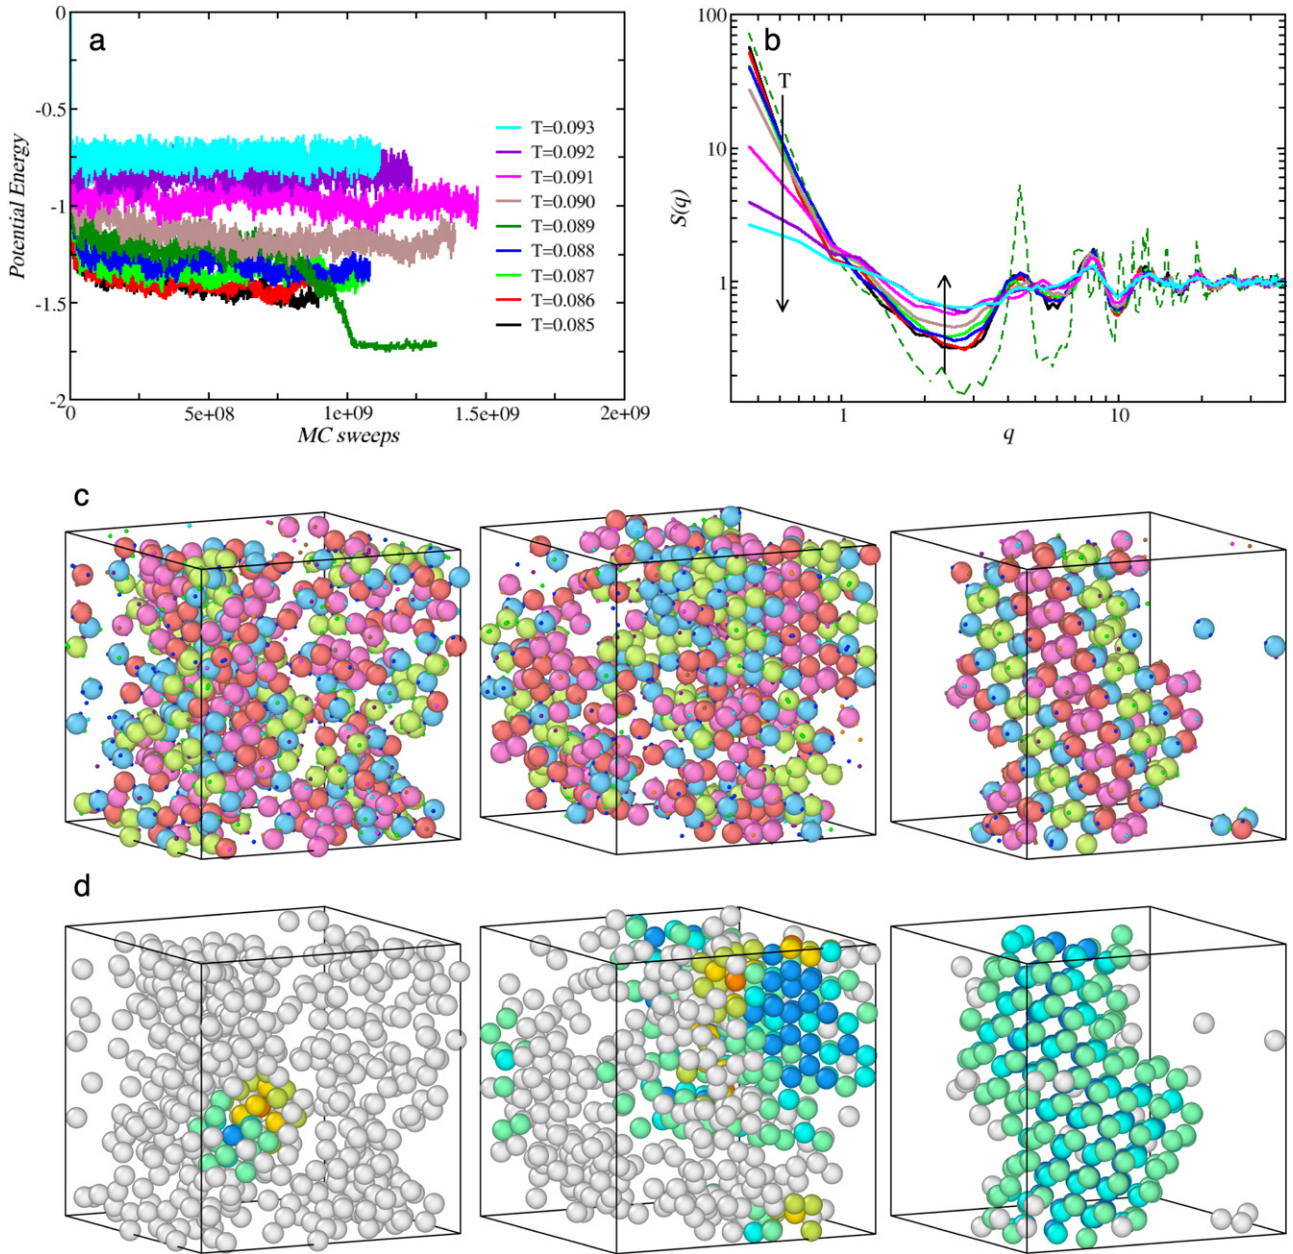 a
0
-0.5
-1
-1.5
-2
Potential Energy
0
5e+08
1e+09
1.5e+09
2e+09
MC sweeps
T=0.093
T=0.092
T=0.091
T=0.090
T=0.089
T=0.088
T=0.087
T=0.086
T=0.085
b
100
10
1
S(q)
T
1
10
q
c
d